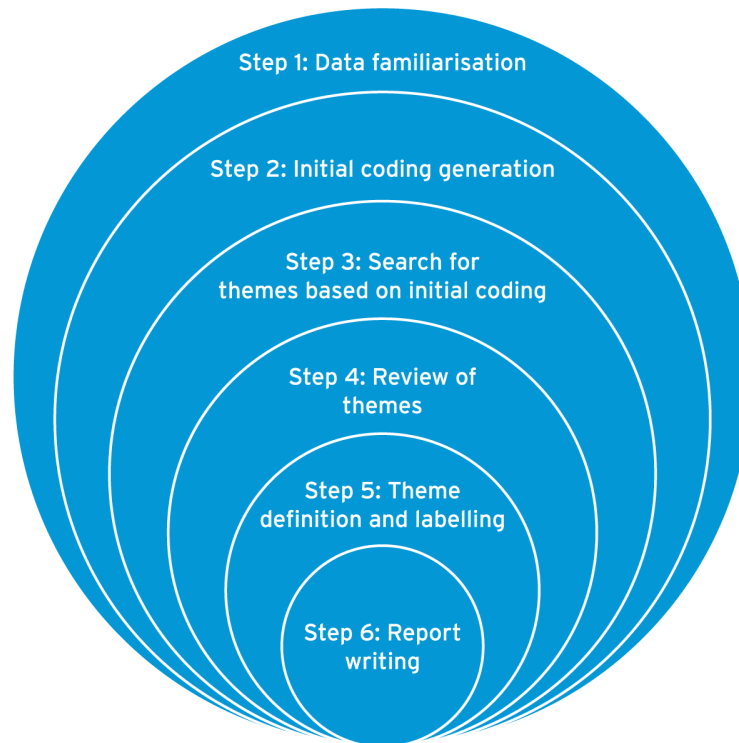 Step 1: Data familiarisation
Step 2: Initial coding generation
Step 3: Search for
themes based on initial coding
Step 4: Review of
themes
Step 5: Theme
definition and labelling
Step 6: Report
writing